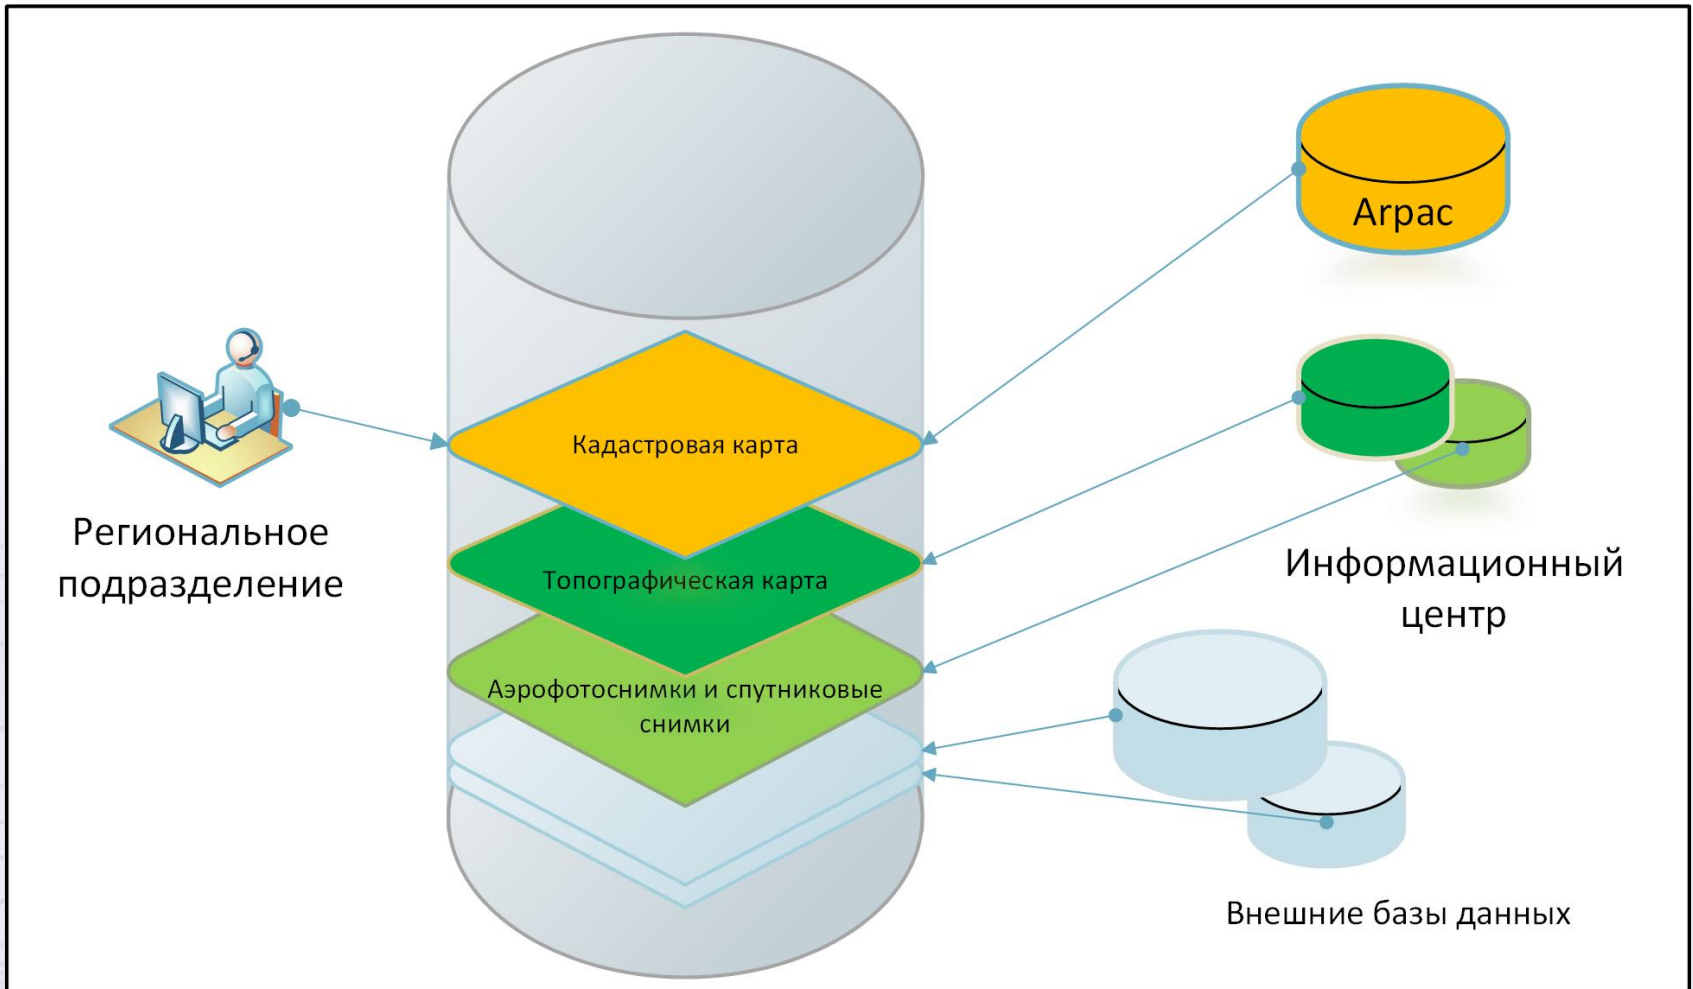 Аграс
Кадастровая карта
Региональное
подразделение
Топографическая карта
Информационный
центр
Аэрофотоснимки и спутниковые
снимки
Внешние базы данных